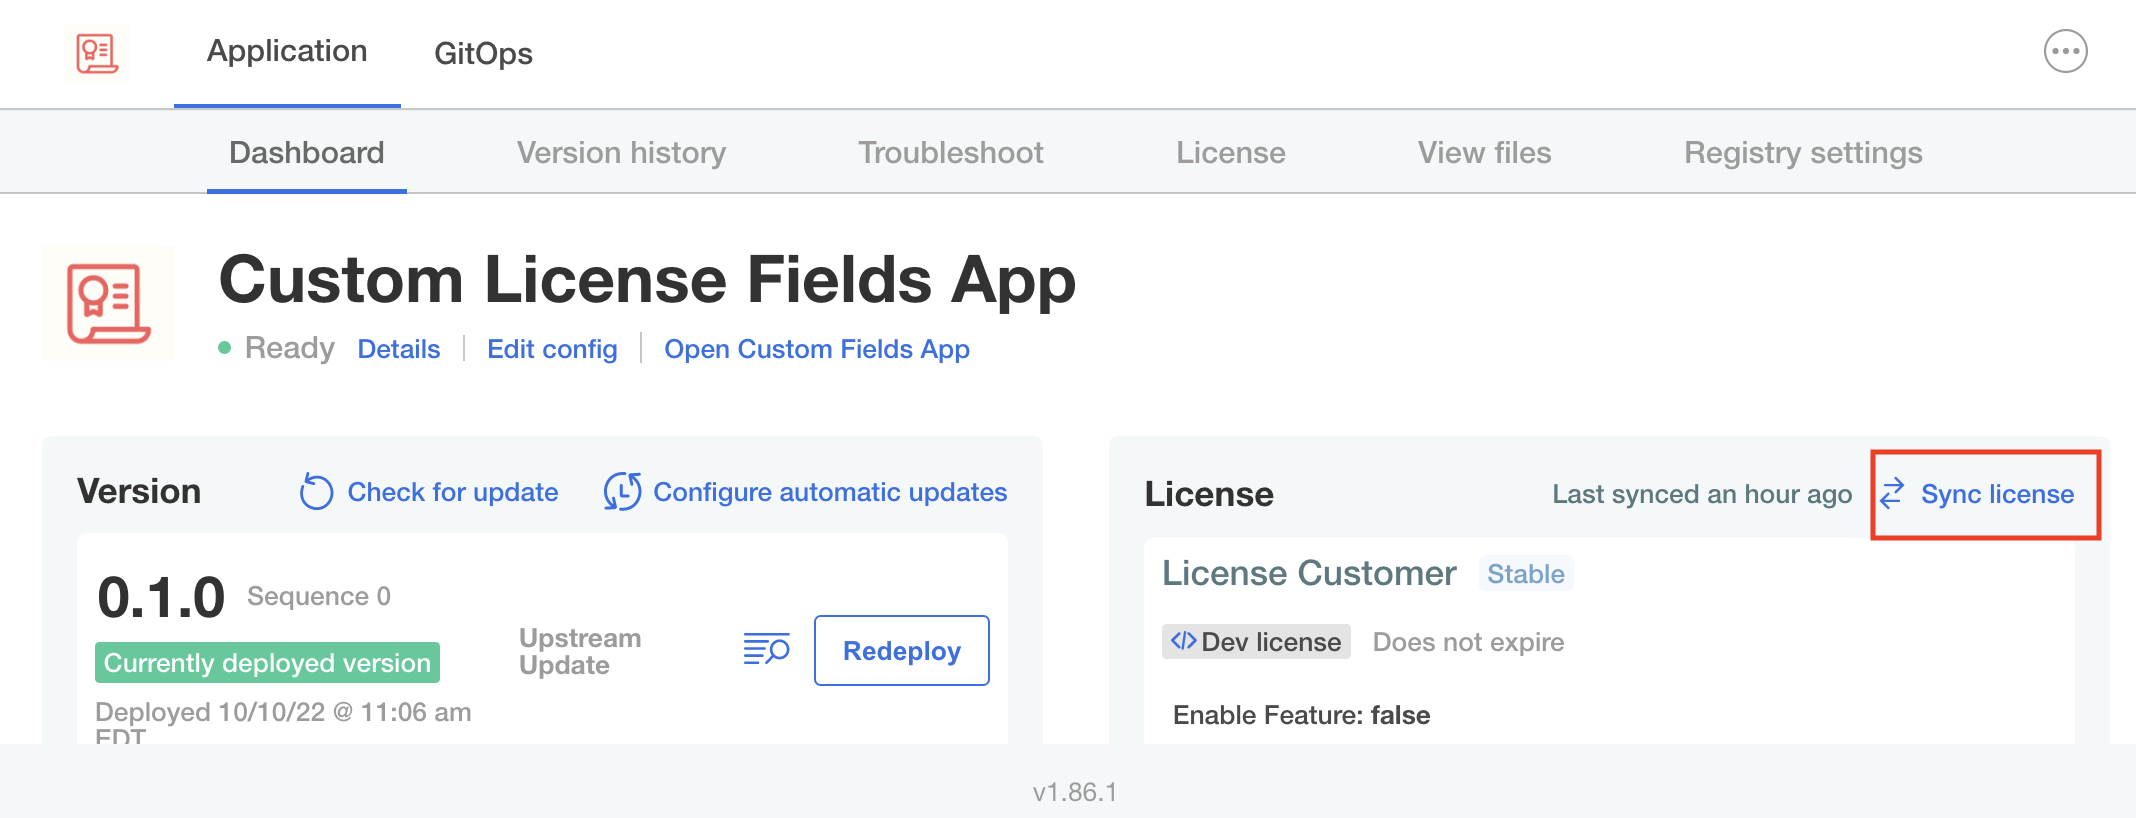 Application GitOps
Dashboard Version history Troubleshoot License View files Registry settings
Custom License Fields App
Ready Details Edit config Open Custom Fields App
Version Check for update Configure automatic updates
0.1.0 Sequence 0
Currently deployed version
Upstream
Update
Redeploy
Deployed 10/10/22 @ 11:06 am
EDT
License Last synced an hour ago Sync license
License Customer Stable
Dev license Does not expire
Enable Feature: false
v1.86.1